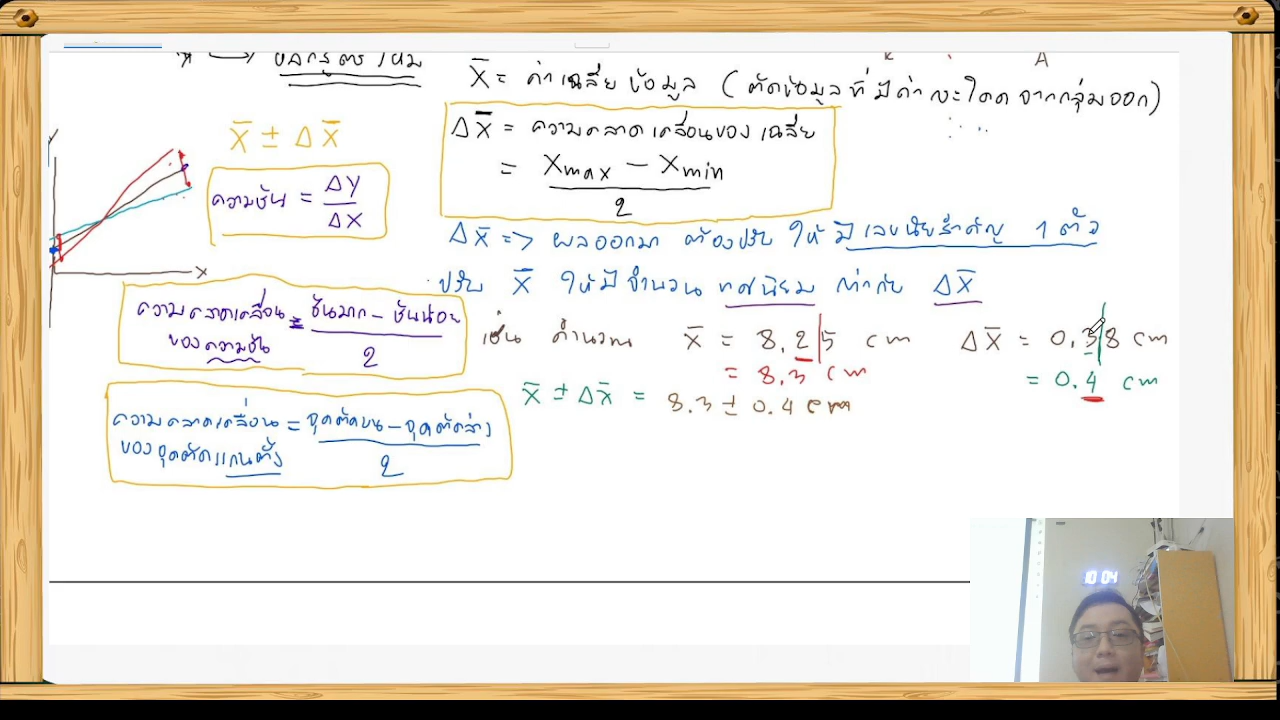 X̄ = ค่าเฉลี่ยข้อมูล (ตัดข้อมูลที่มีค่ากระโดดจากกลุ่มออก)
X̄ ± ΔX̄
ΔX̄ = ความคลาดเคลื่อนของเฉลี่ย
= Xmax − Xmin
2
ความชัน = ΔY
ΔX
X
ΔX̄ => ผลออกมา ต้องปรับ ให้ มีเลขนัยสำคัญ 1 ตัว
ปรับ X̄ ให้มีจำนวน ทศนิยม เท่ากับ ΔX̄
ความคลาดเคลื่อน = ชันมาก − ชันน้อย
ของความชัน 2
เช่น คำนวณ X̄ = 8.25 cm ΔX̄ = 0.38 cm
= 8.3 cm = 0.4 cm
X̄ ± ΔX̄ = 8.3 ± 0.4 cm
ความคลาดเคลื่อน = จุดตัดบน − จุดตัดล่าง
ของจุดตัดแกนตั้ง 2
10 04